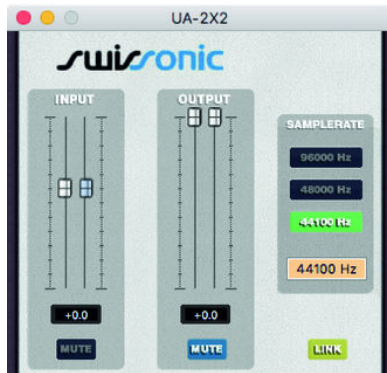 UA-2X2
swissonic
INPUT
OUTPUT
SAMPLERATE
96000 Hz
48000 Hz
44100 Hz
44100 Hz
+0.0
+0.0
MUTE
MUTE
LINK